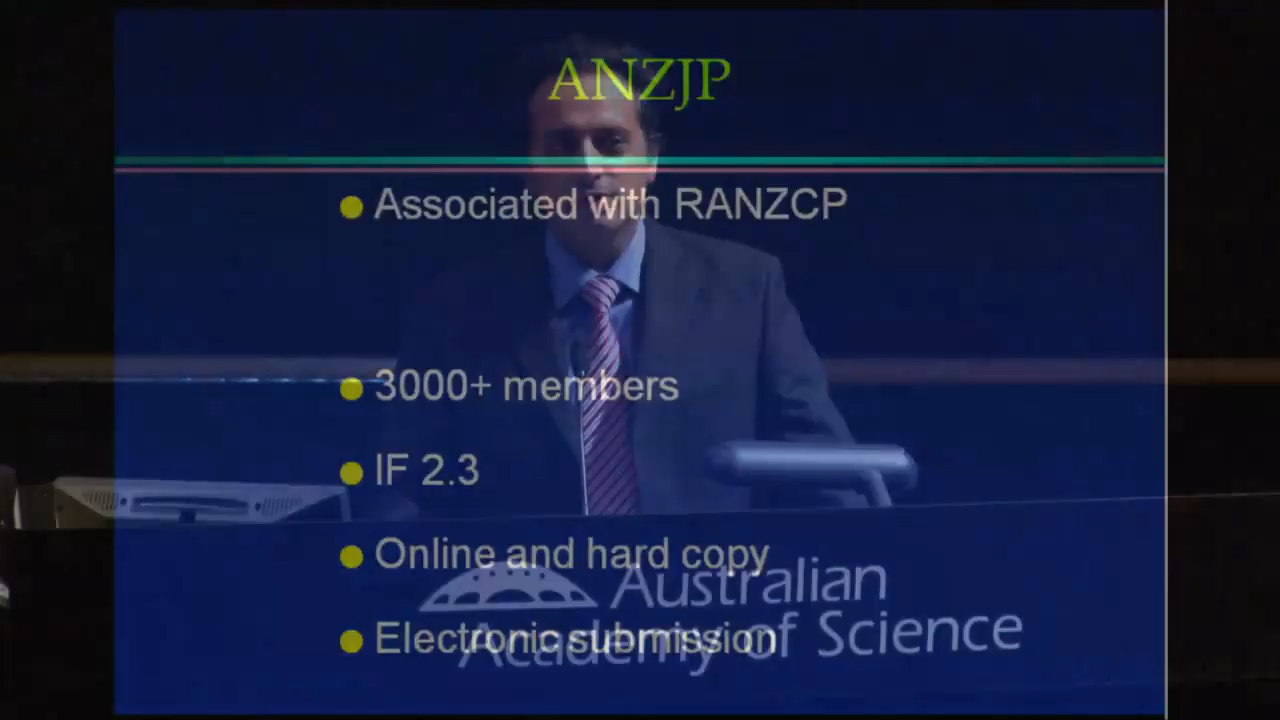 ANZJP
Associated with RANZCP
3000+ members
IF 2.3
Online and hard copy
Australian
Electronic submission
Academy of Science